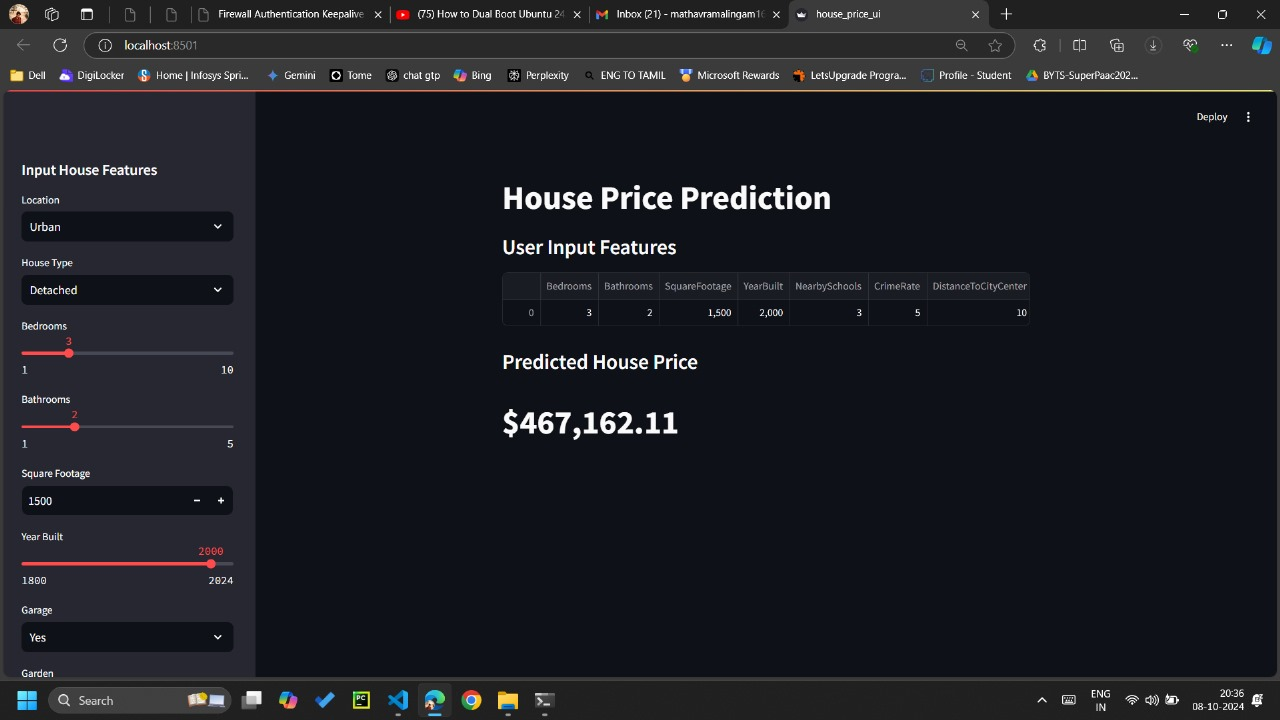 Firewall Authentication Keepalive
(75) How to Dual Boot Ubuntu 24
Inbox (21) - mathavramalingam16
house_price_ui
localhost:8501
Dell
DigiLocker
Home | Infosys Spri...
Gemini
Tome
chat gtp
Bing
Perplexity
ENG TO TAMIL
Microsoft Rewards
LetsUpgrade Progra...
Profile - Student
BYTS-SuperPaac202...
Deploy
Input House Features
Location
Urban
House Type
Detached
Bedrooms
3
1 10
Bathrooms
2
1 5
Square Footage
1500 − +
Year Built
2000
1800 2024
Garage
Yes
Garden
House Price Prediction
User Input Features
Bedrooms Bathrooms SquareFootage YearBuilt NearbySchools CrimeRate DistanceToCityCenter
0 3 2 1,500 2,000 3 5 10
Predicted House Price
$467,162.11
Search
ENG
IN
20:36
08-10-2024